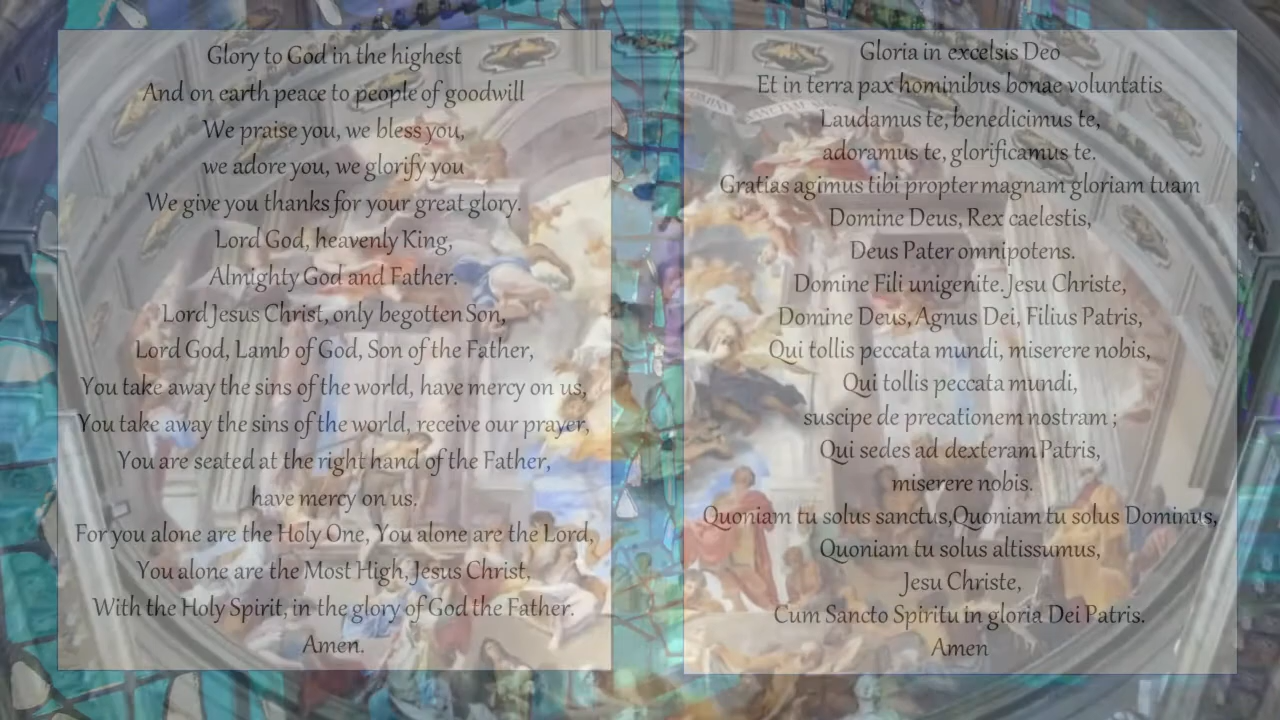 Glory to God in the highest
And on earth peace to people of goodwill
We praise you, we bless you,
we adore you, we glorify you
We give you thanks for your great glory.
Lord God, heavenly King,
Almighty God and Father.
Lord Jesus Christ, only begotten Son,
Lord God, Lamb of God, Son of the Father,
You take away the sins of the world, have mercy on us,
You take away the sins of the world, receive our prayer,
You are seated at the right hand of the Father,
have mercy on us.
For you alone are the Holy One, You alone are the Lord,
You alone are the Most High, Jesus Christ,
With the Holy Spirit, in the glory of God the Father.
Amen.
Gloria in excelsis Deo
Et in terra pax hominibus bonae voluntatis
Laudamus te, benedicimus te,
adoramus te, glorificamus te.
Gratias agimus tibi propter magnam gloriam tuam
Domine Deus, Rex caelestis,
Deus Pater omnipotens.
Domine Fili unigenite. Jesu Christe,
Domine Deus, Agnus Dei, Filius Patris,
Qui tollis peccata mundi, miserere nobis,
Qui tollis peccata mundi,
suscipe de precationem nostram ;
Qui sedes ad dexteram Patris,
miserere nobis.
Quoniam tu solus sanctus,Quoniam tu solus Dominus,
Quoniam tu solus altissumus,
Jesu Christe,
Cum Sancto Spiritu in gloria Dei Patris.
Amen